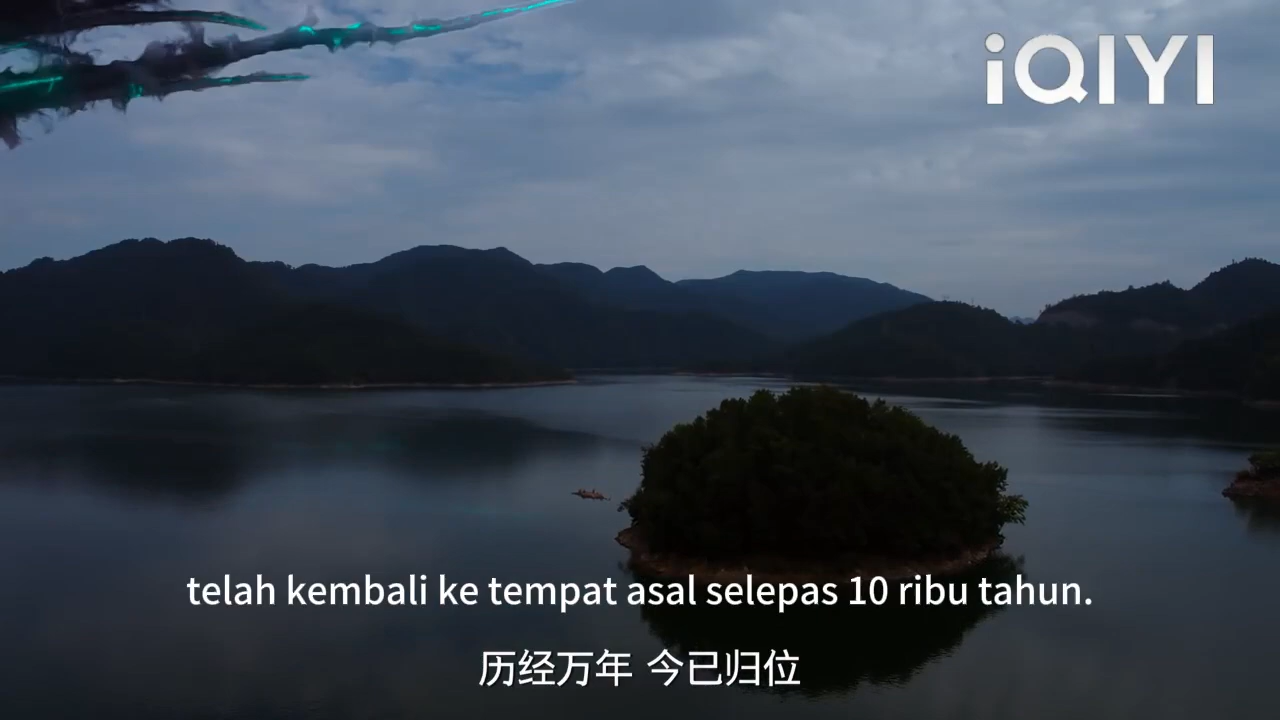 iQIYI
telah kembali ke tempat asal selepas 10 ribu tahun.
历经万年 今已归位